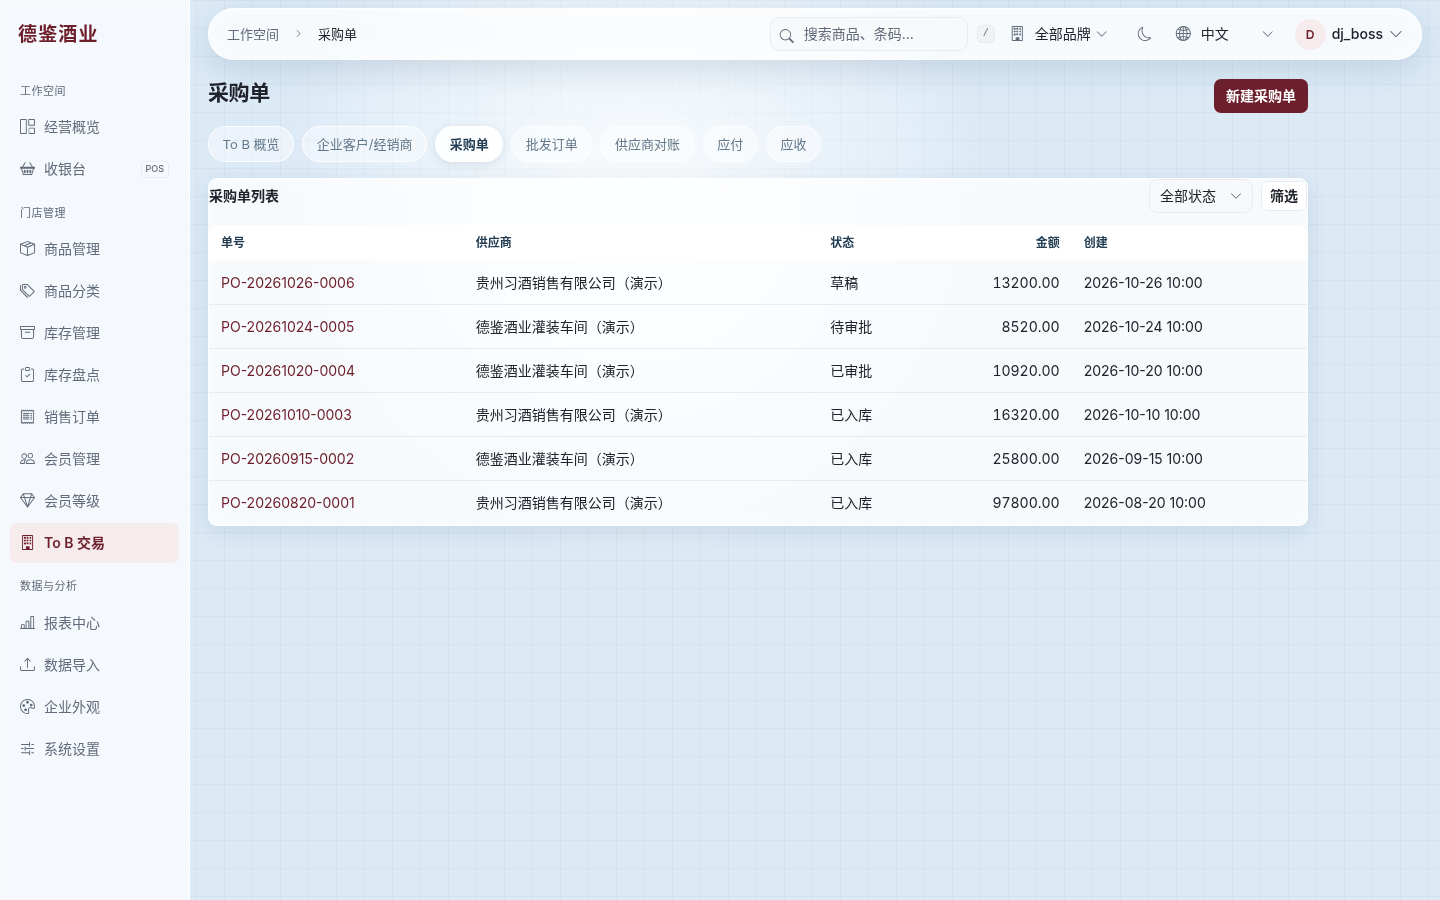 德鉴酒业
工作空间
经营概览
收银台 POS
门店管理
商品管理
商品分类
库存管理
库存盘点
销售订单
会员管理
会员等级
To B 交易
数据与分析
报表中心
数据导入
企业外观
系统设置
工作空间 采购单 搜索商品、条码... / 全部品牌 中文 D dj_boss
采购单 新建采购单
To B 概览 企业客户/经销商 采购单 批发订单 供应商对账 应付 应收
采购单列表 全部状态 筛选
单号 供应商 状态 金额 创建
PO-20261026-0006 贵州习酒销售有限公司（演示） 草稿 13200.00 2026-10-26 10:00
PO-20261024-0005 德鉴酒业灌装车间（演示） 待审批 8520.00 2026-10-24 10:00
PO-20261020-0004 德鉴酒业灌装车间（演示） 已审批 10920.00 2026-10-20 10:00
PO-20261010-0003 贵州习酒销售有限公司（演示） 已入库 16320.00 2026-10-10 10:00
PO-20260915-0002 德鉴酒业灌装车间（演示） 已入库 25800.00 2026-09-15 10:00
PO-20260820-0001 贵州习酒销售有限公司（演示） 已入库 97800.00 2026-08-20 10:00